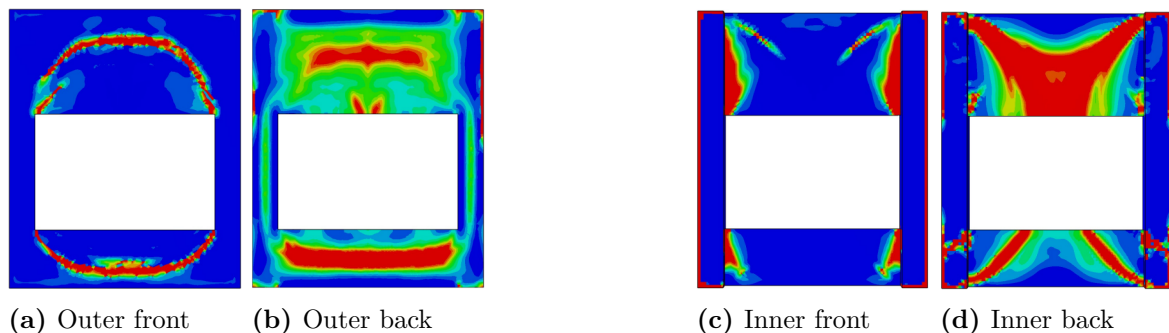 (a) Outer front
(b) Outer back
(c) Inner front
(d) Inner back